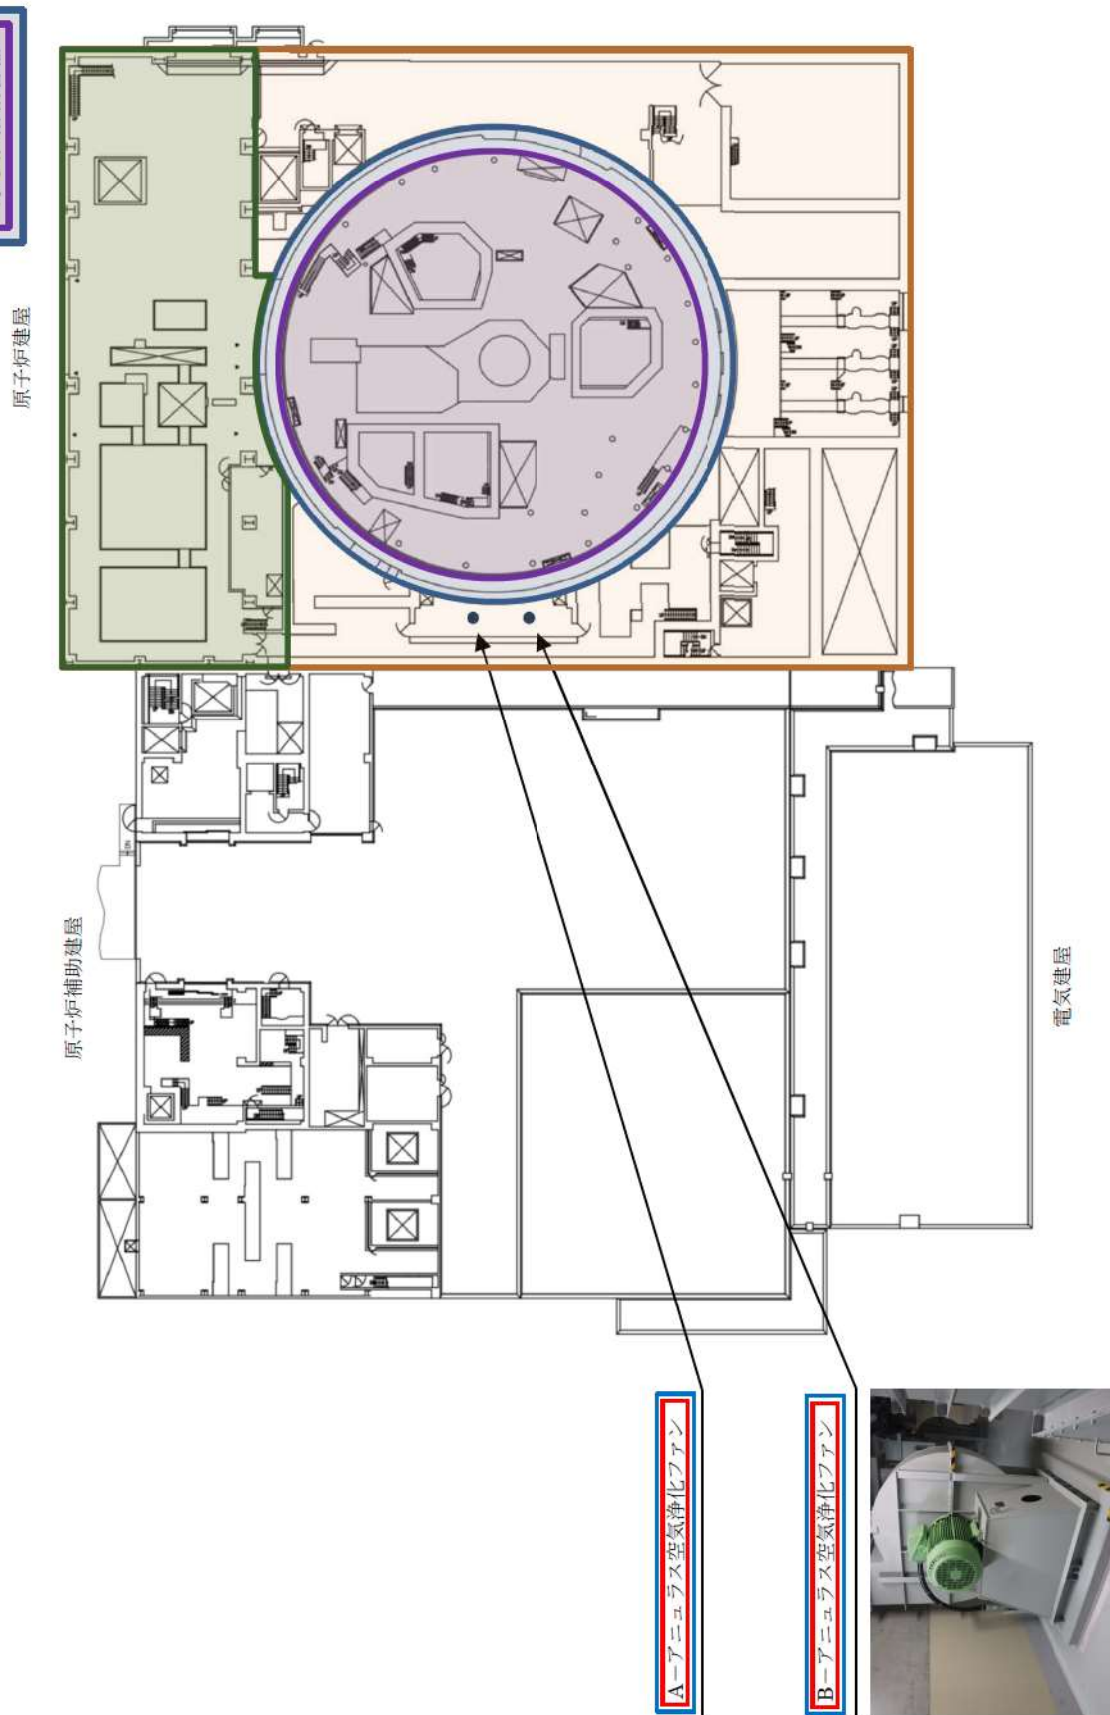 原子炉建屋
原子炉補助建屋
電気建屋
A-アニュラス空気浄化ファン
B-アニュラス空気浄化ファン